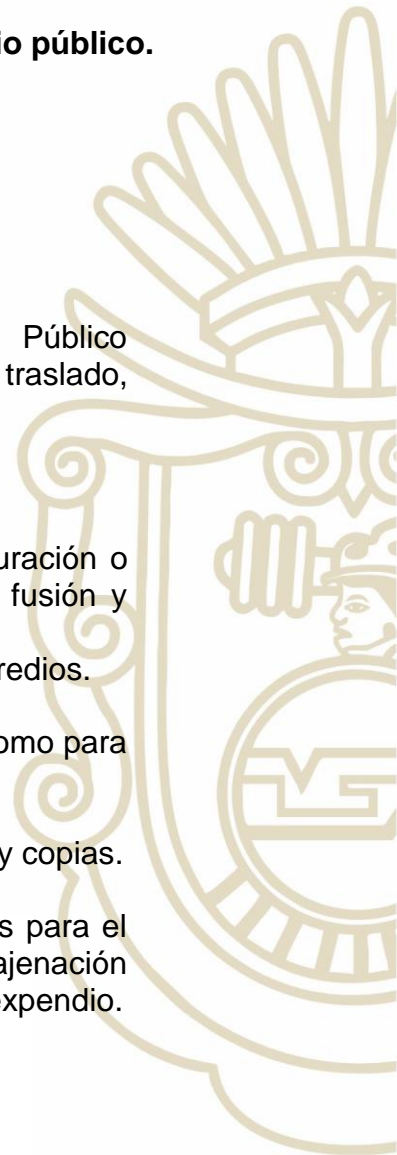 io público.
Público
traslado,
uración o
fusión y
redios.
omo para
y copias.
s para el
ajenación
expendio.